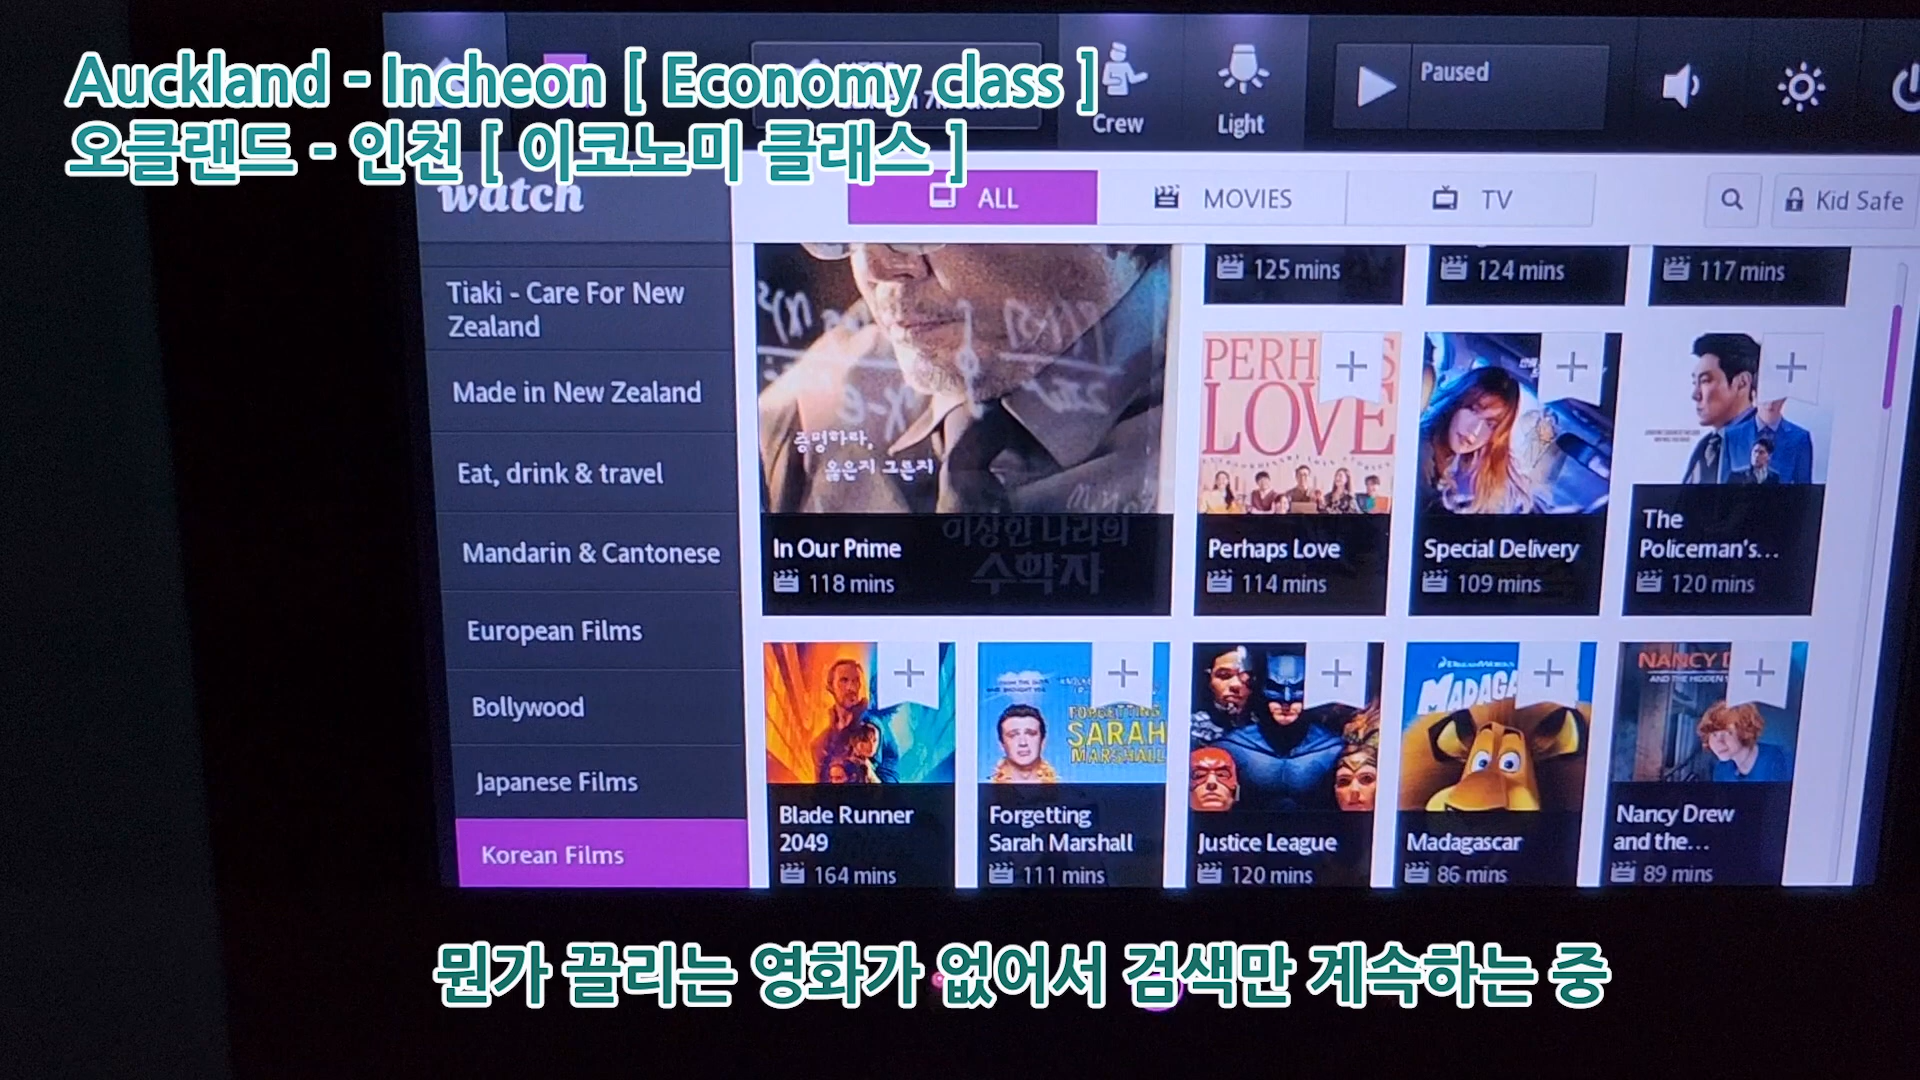 Auckland - Incheon [ Economy class ]
오클랜드 - 인천 [ 이코노미 클래스 ]
Crew
Light
Paused
watch
ALL
MOVIES
TV
Kid Safe
Tiaki - Care For New
Zealand
Made in New Zealand
Eat, drink & travel
Mandarin & Cantonese
European Films
Bollywood
Japanese Films
Korean Films
125 mins
124 mins
117 mins
증명하라,
옳은지 그른지
이상한 나라의
수학자
In Our Prime
118 mins
PERH S
LOVE
Perhaps Love
114 mins
Special Delivery
109 mins
The
Policeman's...
120 mins
Blade Runner
2049
164 mins
FORGETTING
SARAH
MARSHALL
Forgetting
Sarah Marshall
111 mins
Justice League
120 mins
DREAMWORKS
MADAGA
Madagascar
86 mins
NANCY D
AND THE HIDDEN
Nancy Drew
and the...
89 mins
뭔가 끌리는 영화가 없어서 검색만 계속하는 중